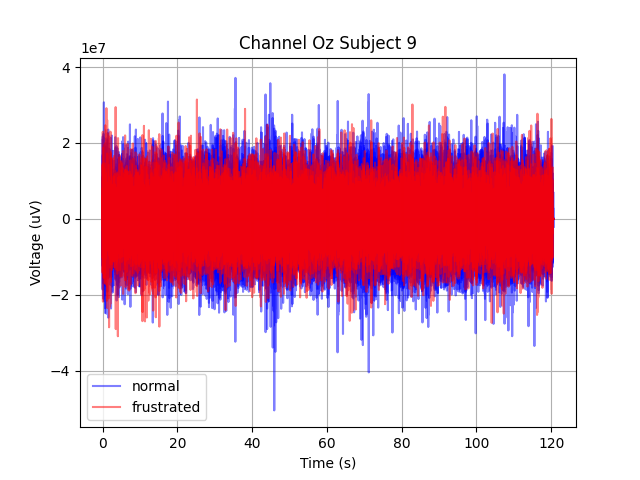 Channel Oz Subject 9
1e7
4
2
0
−2
−4
Voltage (uV)
normal
frustrated
0 20 40 60 80 100 120
Time (s)